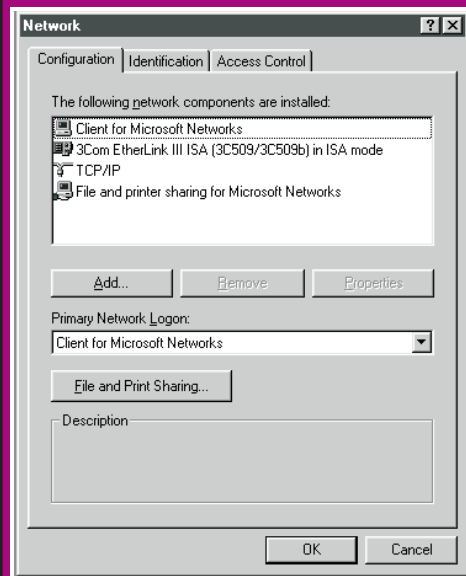 Network
Configuration Identification Access Control
The following network components are installed:
Client for Microsoft Networks
3Com EtherLink III ISA (3C509/3C509b) in ISA mode
TCP/IP
File and printer sharing for Microsoft Networks
Add... Remove Properties
Primary Network Logon:
Client for Microsoft Networks
File and Print Sharing...
Description
OK Cancel